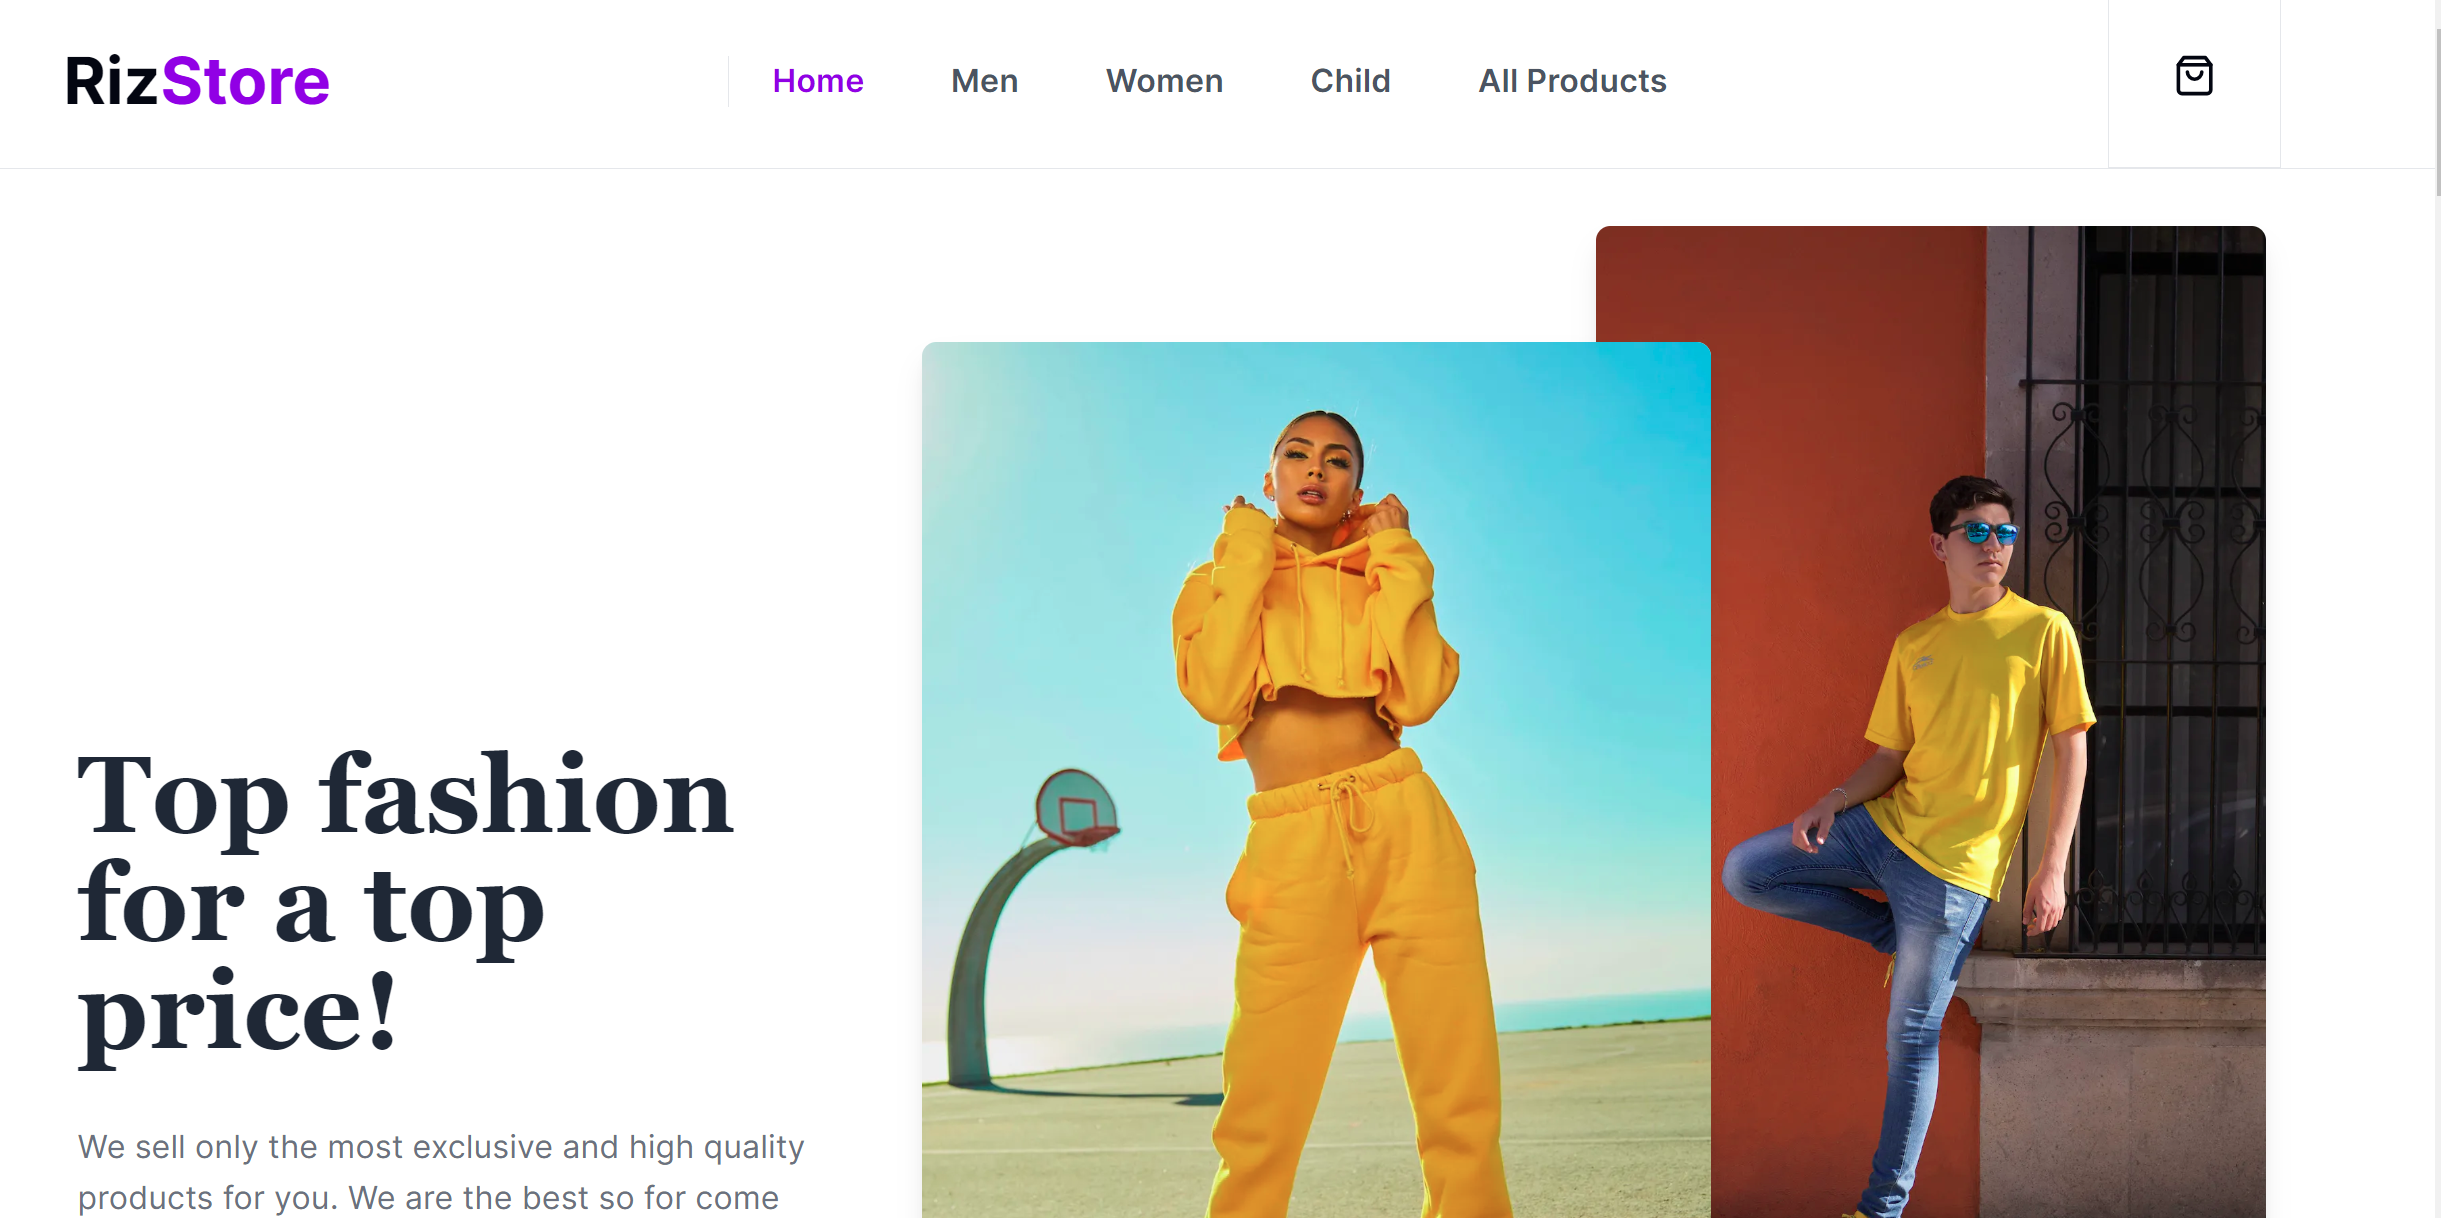 RizStore
Home Men Women Child All Products
Top fashion
for a top
price!
We sell only the most exclusive and high quality
products for you. We are the best so for come